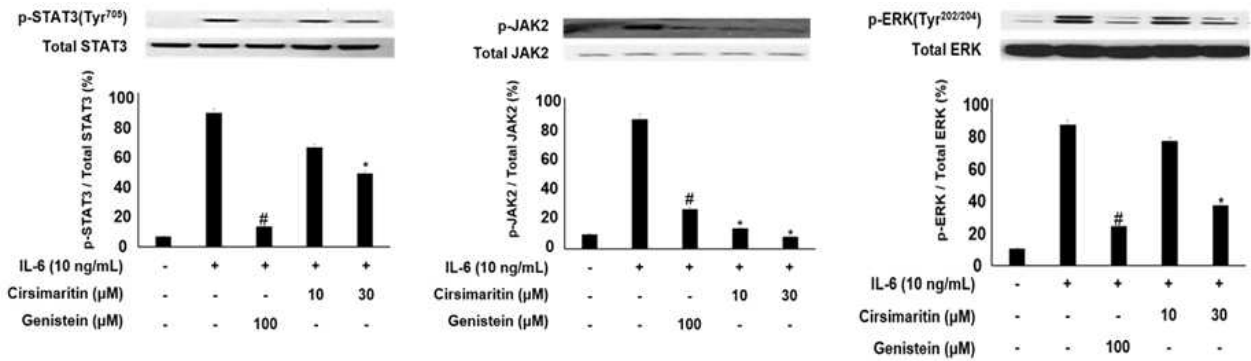 p-STAT3(Tyr⁷⁰⁵)
Total STAT3
p-STAT3 / Total STAT3 (%)
100
80
60
40
20
0
#
*
IL-6 (10 ng/mL) - + + + +
Cirsimaritin (µM) - - - 10 30
Genistein (µM) - - 100 - -
p-JAK2
Total JAK2
p-JAK2 / Total JAK2 (%)
100
80
60
40
20
0
#
*
*
IL-6 (10 ng/mL) - + + + +
Cirsimaritin (µM) - - - 10 30
Genistein (µM) - - 100 - -
p-ERK(Tyr²⁰²/²⁰⁴)
Total ERK
p-ERK / Total ERK (%)
100
80
60
40
20
0
#
*
IL-6 (10 ng/mL) - + + + +
Cirsimaritin (µM) - - - 10 30
Genistein (µM) - - 100 - -